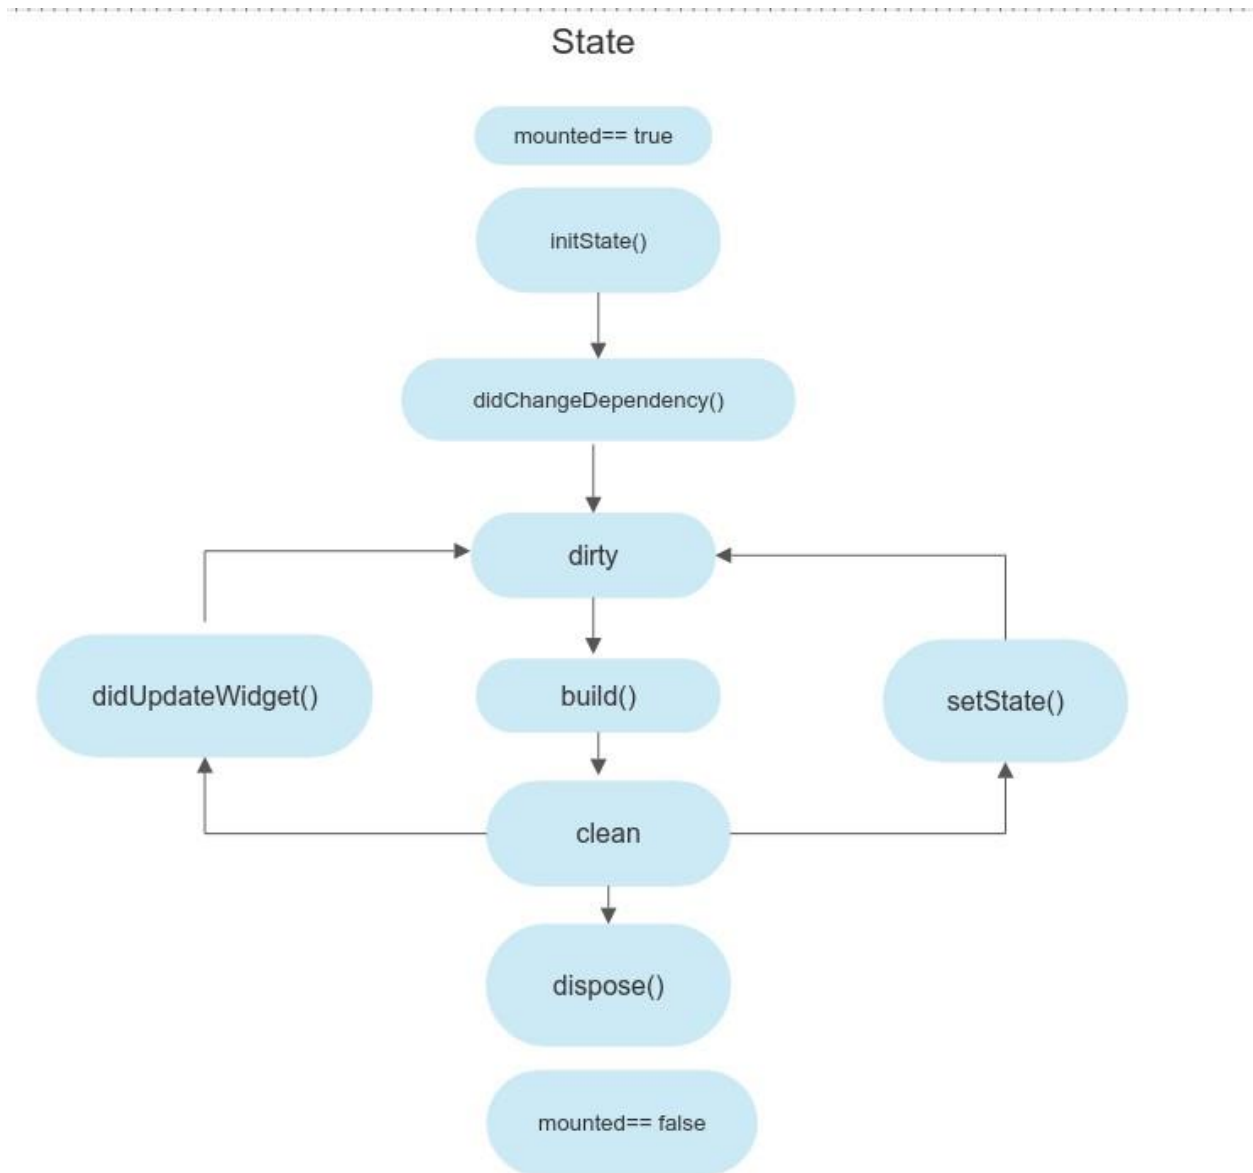 State
mounted== true
initState()
didChangeDependency()
dirty
didUpdateWidget()
build()
setState()
clean
dispose()
mounted== false